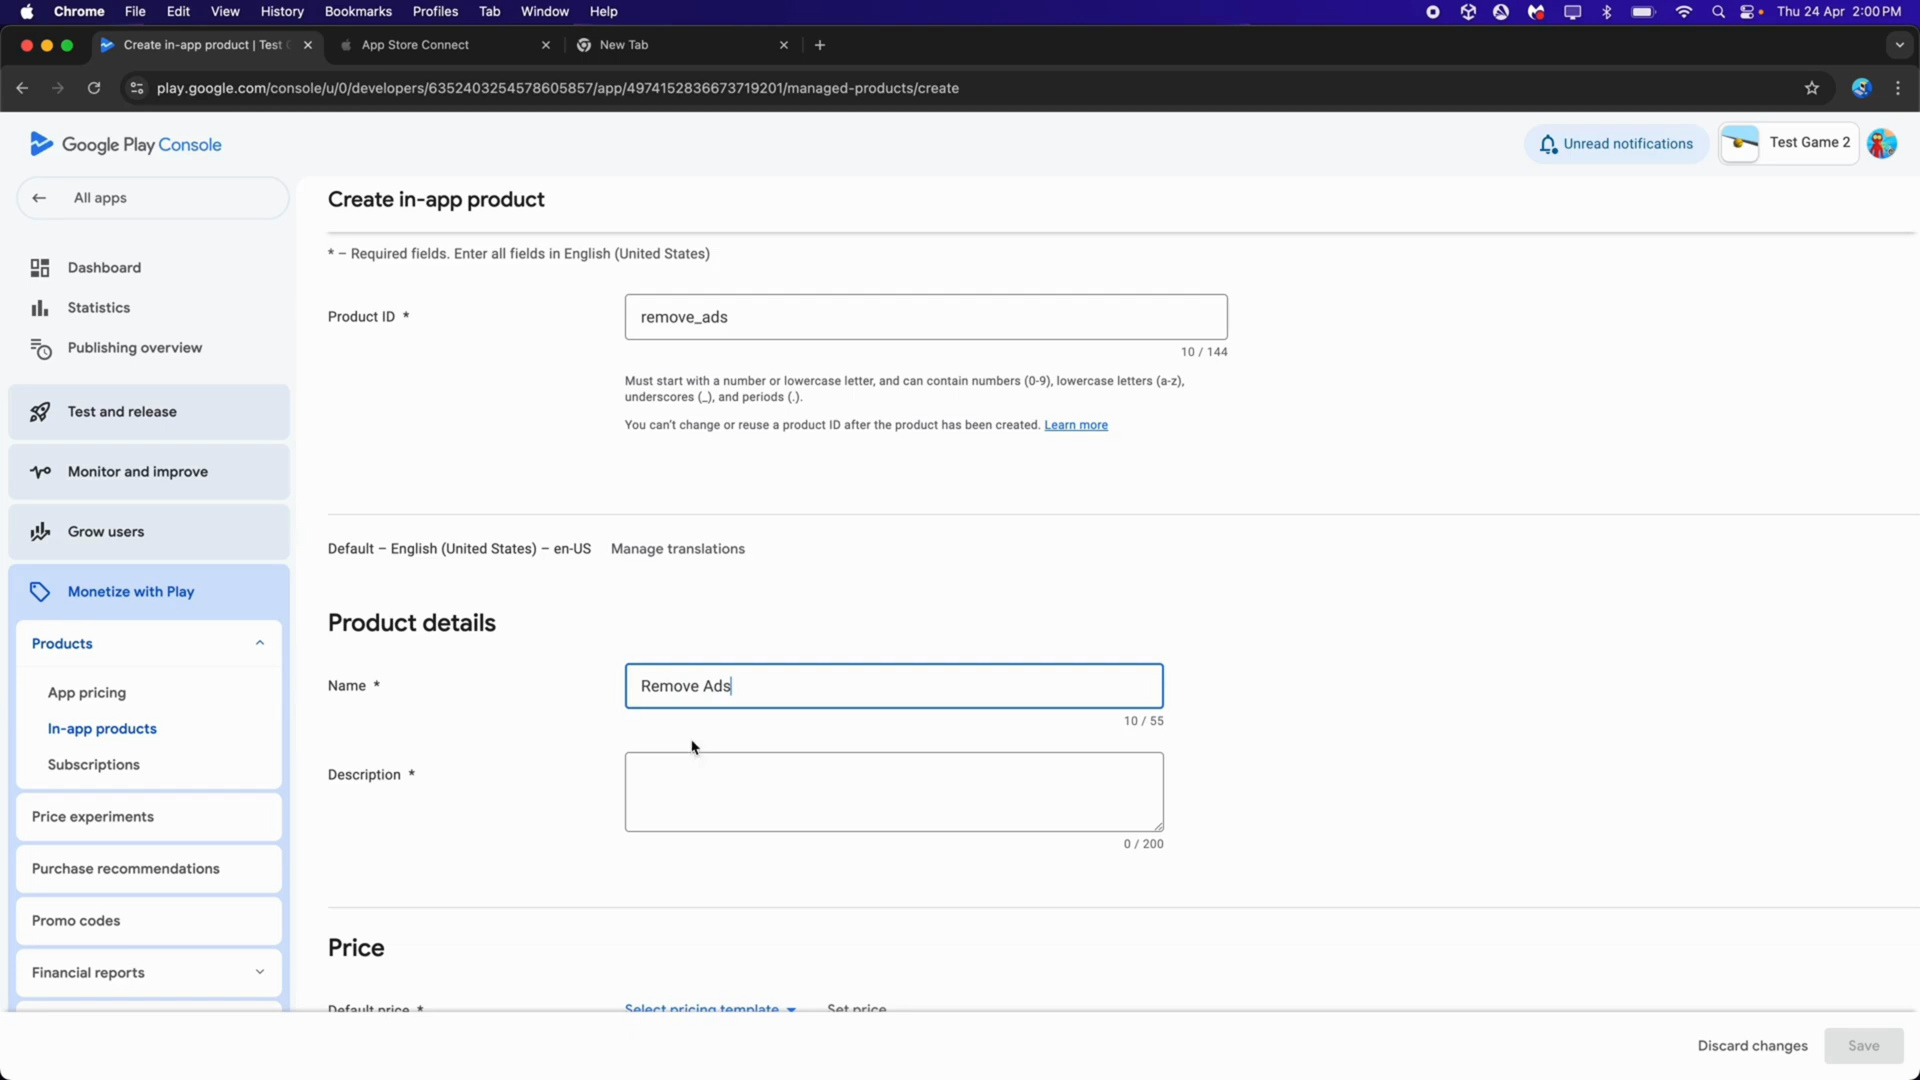 Chrome File Edit View History Bookmarks Profiles Tab Window Help Thu 24 Apr 2:00 PM
Create in-app product | Test App Store Connect New Tab
play.google.com/console/u/0/developers/6352403254578605857/app/4974152836673719201/managed-products/create
Google Play Console Unread notifications Test Game 2
All apps
Create in-app product
* – Required fields. Enter all fields in English (United States)
Dashboard
Statistics
Publishing overview
Test and release
Monitor and improve
Grow users
Monetize with Play
Products
App pricing
In-app products
Subscriptions
Price experiments
Purchase recommendations
Promo codes
Financial reports
Product ID * remove_ads
10 / 144
Must start with a number or lowercase letter, and can contain numbers (0-9), lowercase letters (a-z),
underscores (_), and periods (.).
You can't change or reuse a product ID after the product has been created. Learn more
Default – English (United States) – en-US Manage translations
Product details
Name * Remove Ads
10 / 55
Description *
0 / 200
Price
Default price * Select pricing template Set price
Discard changes Save